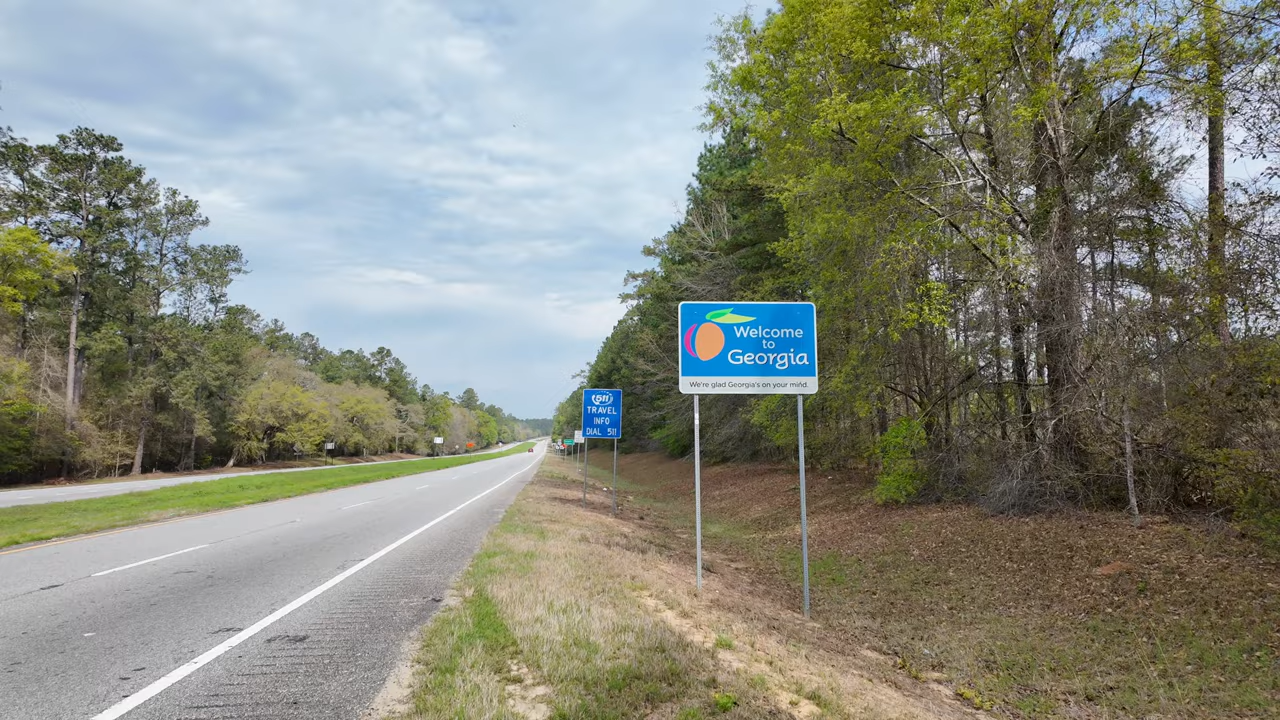 Welcome
to
Georgia
We're glad Georgia's on your mind.
511
TRAVEL
INFO
DIAL 511